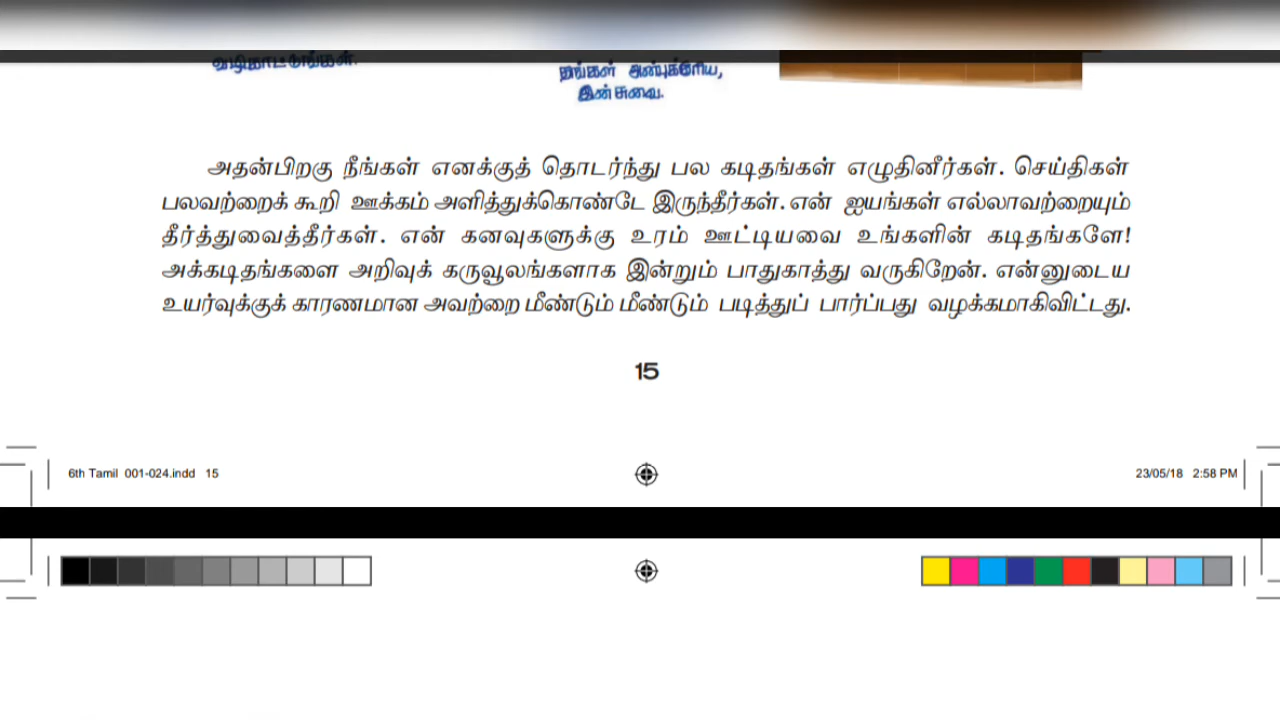 வழிகாட்டுங்கள்.
தங்கள் அன்புக்குரிய,
இன்சுவை.
அதன்பிறகு நீங்கள் எனக்குத் தொடர்ந்து பல கடிதங்கள் எழுதினீர்கள். செய்திகள்
பலவற்றைக் கூறி ஊக்கம் அளித்துக்கொண்டே இருந்தீர்கள். என் ஐயங்கள் எல்லாவற்றையும்
தீர்த்துவைத்தீர்கள். என் கனவுகளுக்கு உரம் ஊட்டியவை உங்களின் கடிதங்களே!
அக்கடிதங்களை அறிவுக் கருவூலங்களாக இன்றும் பாதுகாத்து வருகிறேன். என்னுடைய
உயர்வுக்குக் காரணமான அவற்றை மீண்டும் மீண்டும் படித்துப் பார்ப்பது வழக்கமாகிவிட்டது.
15
6th Tamil 001-024.indd 15
23/05/18 2:58 PM